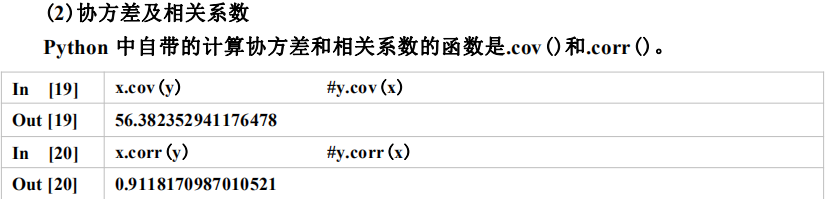 (2)协方差及相关系数
Python 中自带的计算协方差和相关系数的函数是.cov()和.corr()。
In [19] x.cov(y) #y.cov(x)
Out [19] 56.382352941176478
In [20] x.corr(y) #y.corr(x)
Out [20] 0.9118170987010521